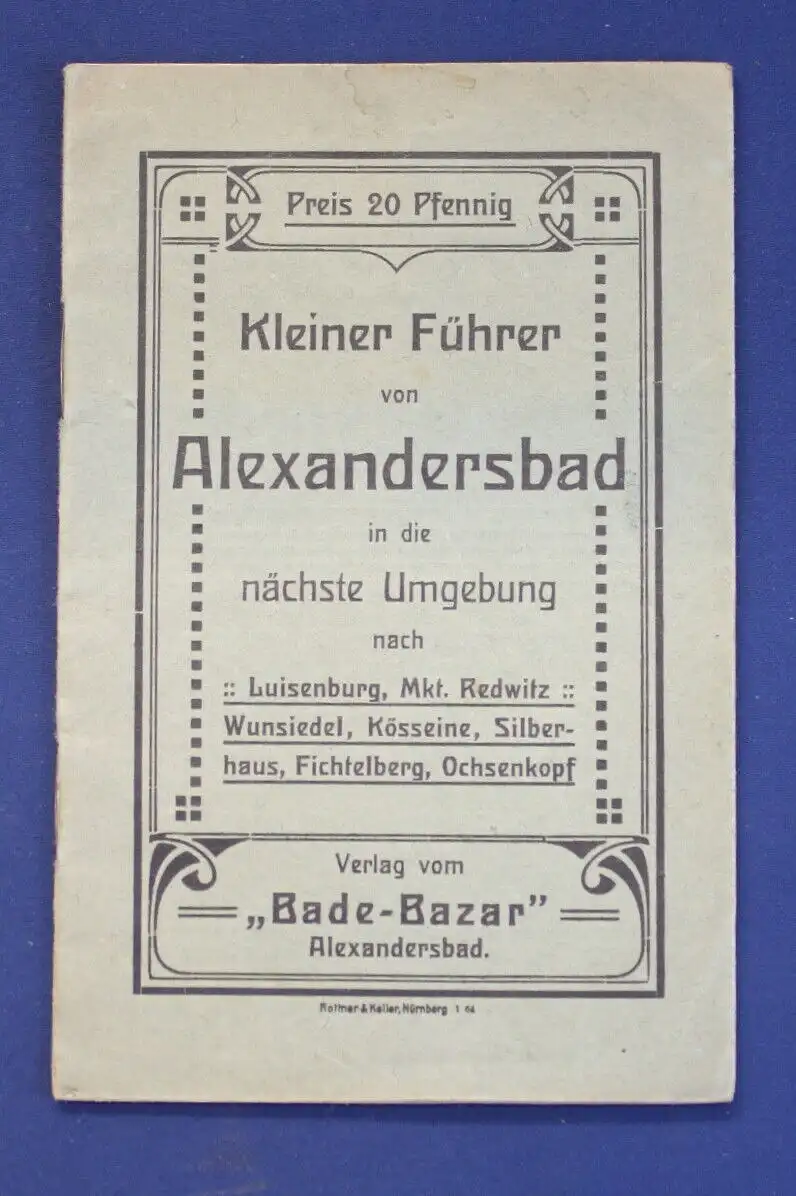 Preis 20 Pfennig
Kleiner Führer
von
Alexandersbad
in die
nächste Umgebung
nach
:: Luisenburg, Mkt. Redwitz ::
Wunsiedel, Kösseine, Silber-
haus, Fichtelberg, Ochsenkopf
Verlag vom
„Bade-Bazar”
Alexandersbad.
& Keller, Nürnberg